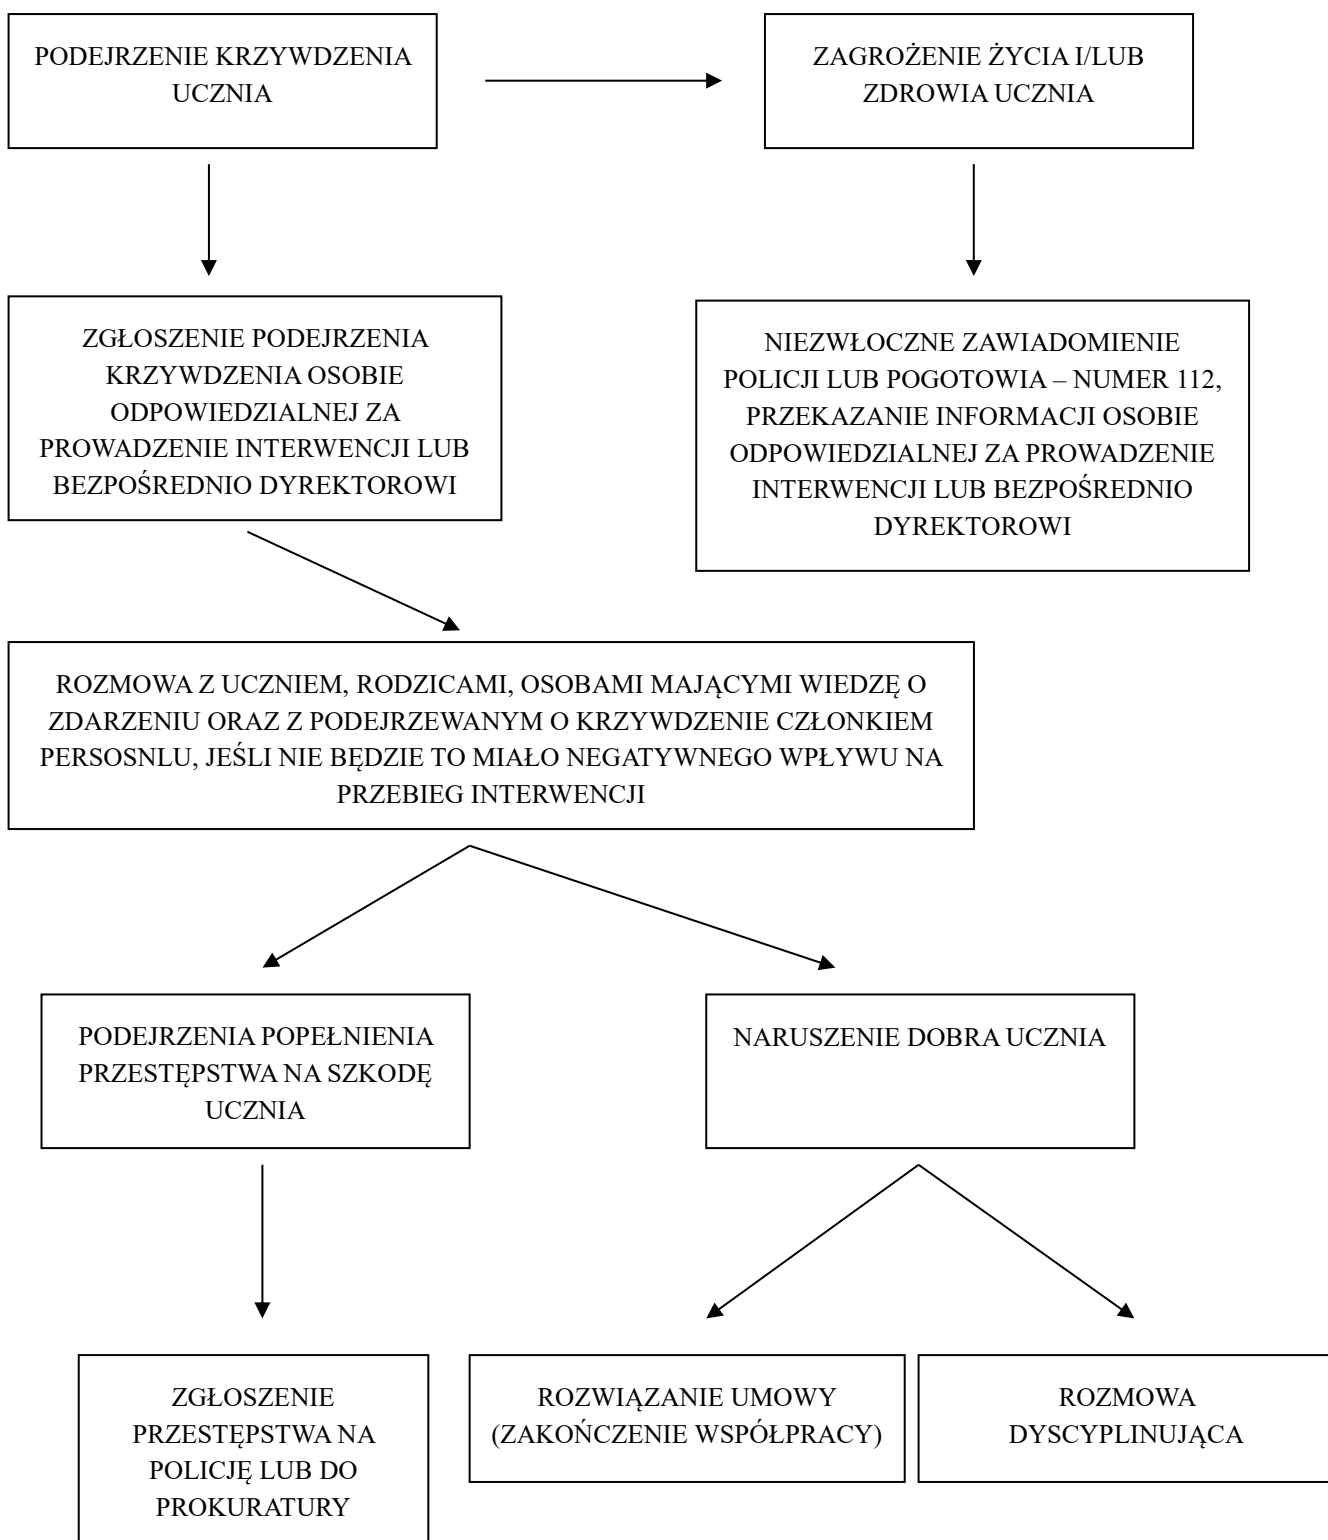 PODEJRZENIE KRZYWDZENIA
UCZNIA
ZAGROŻENIE ŻYCIA I/LUB
ZDROWIA UCZNIA
ZGŁOSZENIE PODEJRZENIA
KRZYWDZENIA OSOBIE
ODPOWIEDZIALNEJ ZA
PROWADZENIE INTERWENCJI LUB
BEZPOŚREDNIO DYREKTOROWI
NIEZWŁOCZNE ZAWIADOMIENIE
POLICJI LUB POGOTOWIA – NUMER 112,
PRZEKAZANIE INFORMACJI OSOBIE
ODPOWIEDZIALNEJ ZA PROWADZENIE
INTERWENCJI LUB BEZPOŚREDNIO
DYREKTOROWI
ROZMOWA Z UCZNIEM, RODZICAMI, OSOBAMI MAJĄCYMI WIEDZĘ O
ZDARZENIU ORAZ Z PODEJRZEWANYM O KRZYWDZENIE CZŁONKIEM
PERSOSNLU, JEŚLI NIE BĘDZIE TO MIAŁO NEGATYWNEGO WPŁYWU NA
PRZEBIEG INTERWENCJI
PODEJRZENIA POPEŁNIENIA
PRZESTĘPSTWA NA SZKODĘ
UCZNIA
NARUSZENIE DOBRA UCZNIA
ZGŁOSZENIE
PRZESTĘPSTWA NA
POLICJĘ LUB DO
PROKURATURY
ROZWIĄZANIE UMOWY
(ZAKOŃCZENIE WSPÓŁPRACY)
ROZMOWA
DYSCYPLINUJĄCA